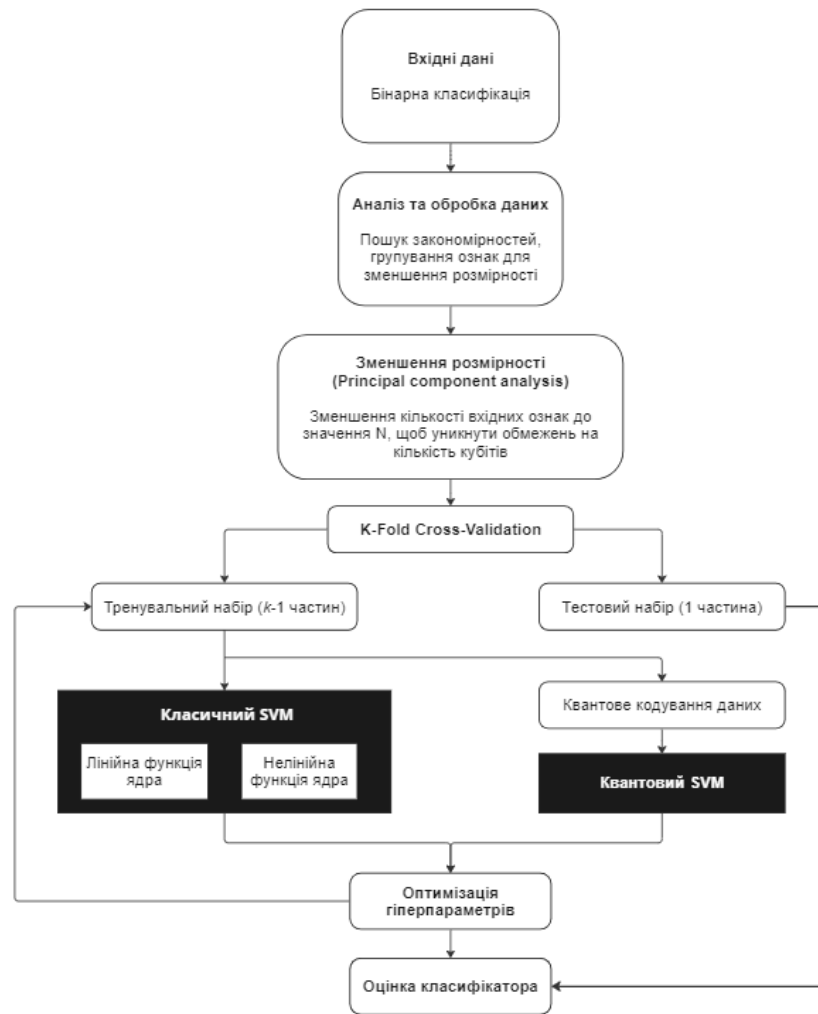 Вхідні дані
Бінарна класифікація
Аналіз та обробка даних
Пошук закономірностей,
групування ознак для
зменшення розмірності
Зменшення розмірності
(Principal component analysis)
Зменшення кількості вхідних ознак до
значення N, щоб уникнути обмежень на
кількість кубітів
K-Fold Cross-Validation
Тренувальний набір (k-1 частин)
Тестовий набір (1 частина)
Класичний SVM
Лінійна функція
ядра
Нелінійна
функція ядра
Квантове кодування даних
Квантовий SVM
Оптимізація
гіперпараметрів
Оцінка класифікатора